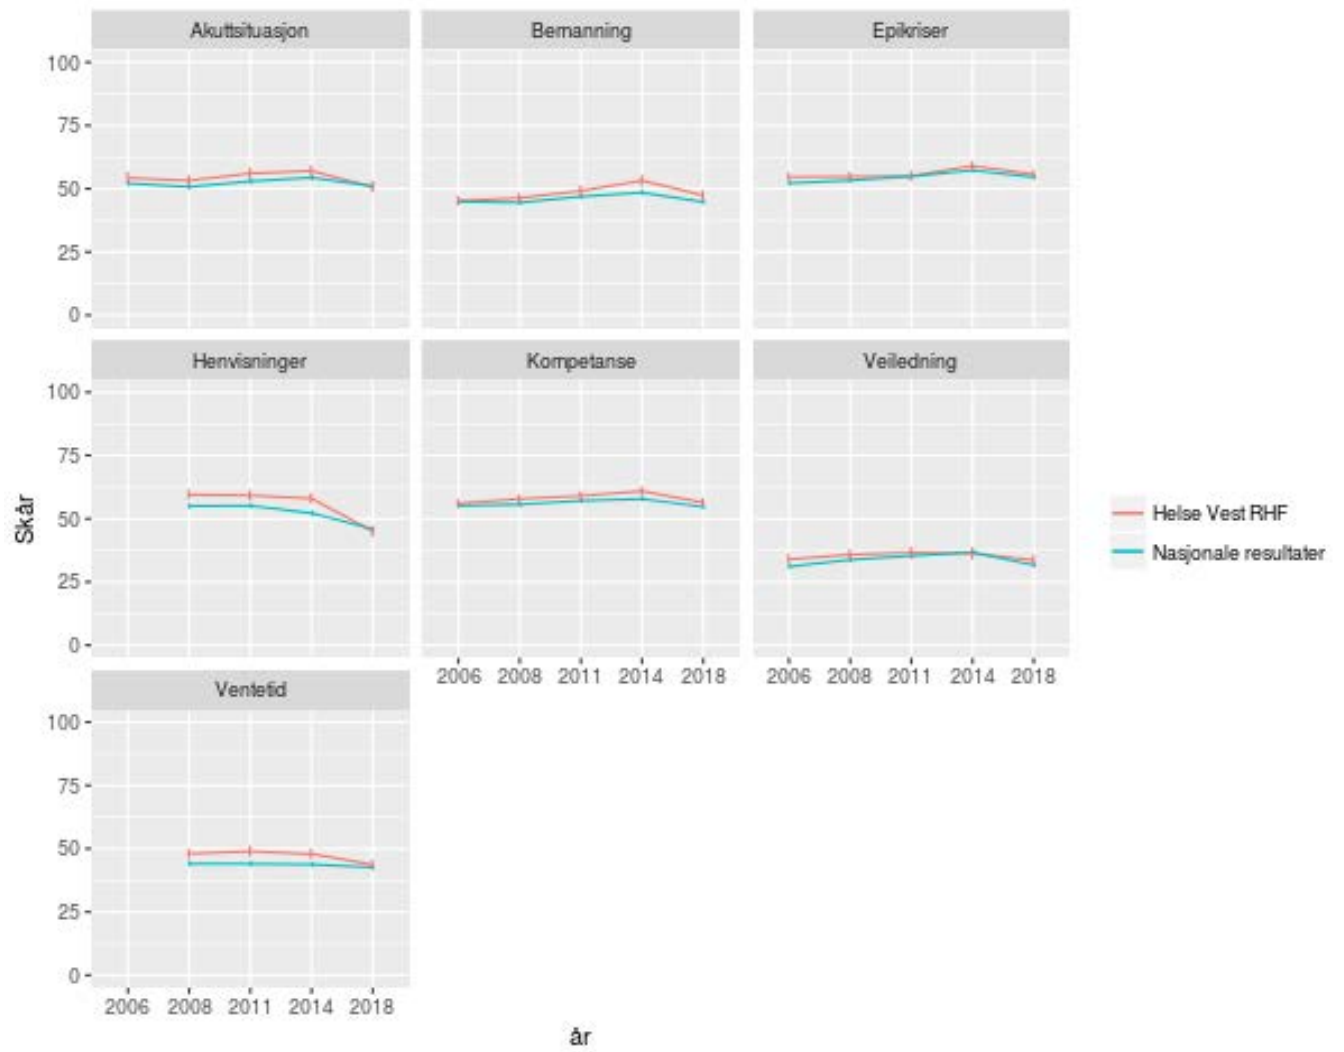 Akuttsituasjon
Bemanning
Epikriser
100
75
50
25
0
Henvisninger
Kompetanse
Veiledning
100
75
50
25
0
2006 2008 2011 2014 2018
2006 2008 2011 2014 2018
Ventetid
100
75
50
25
0
2006 2008 2011 2014 2018
Skår
år
Helse Vest RHF
Nasjonale resultater